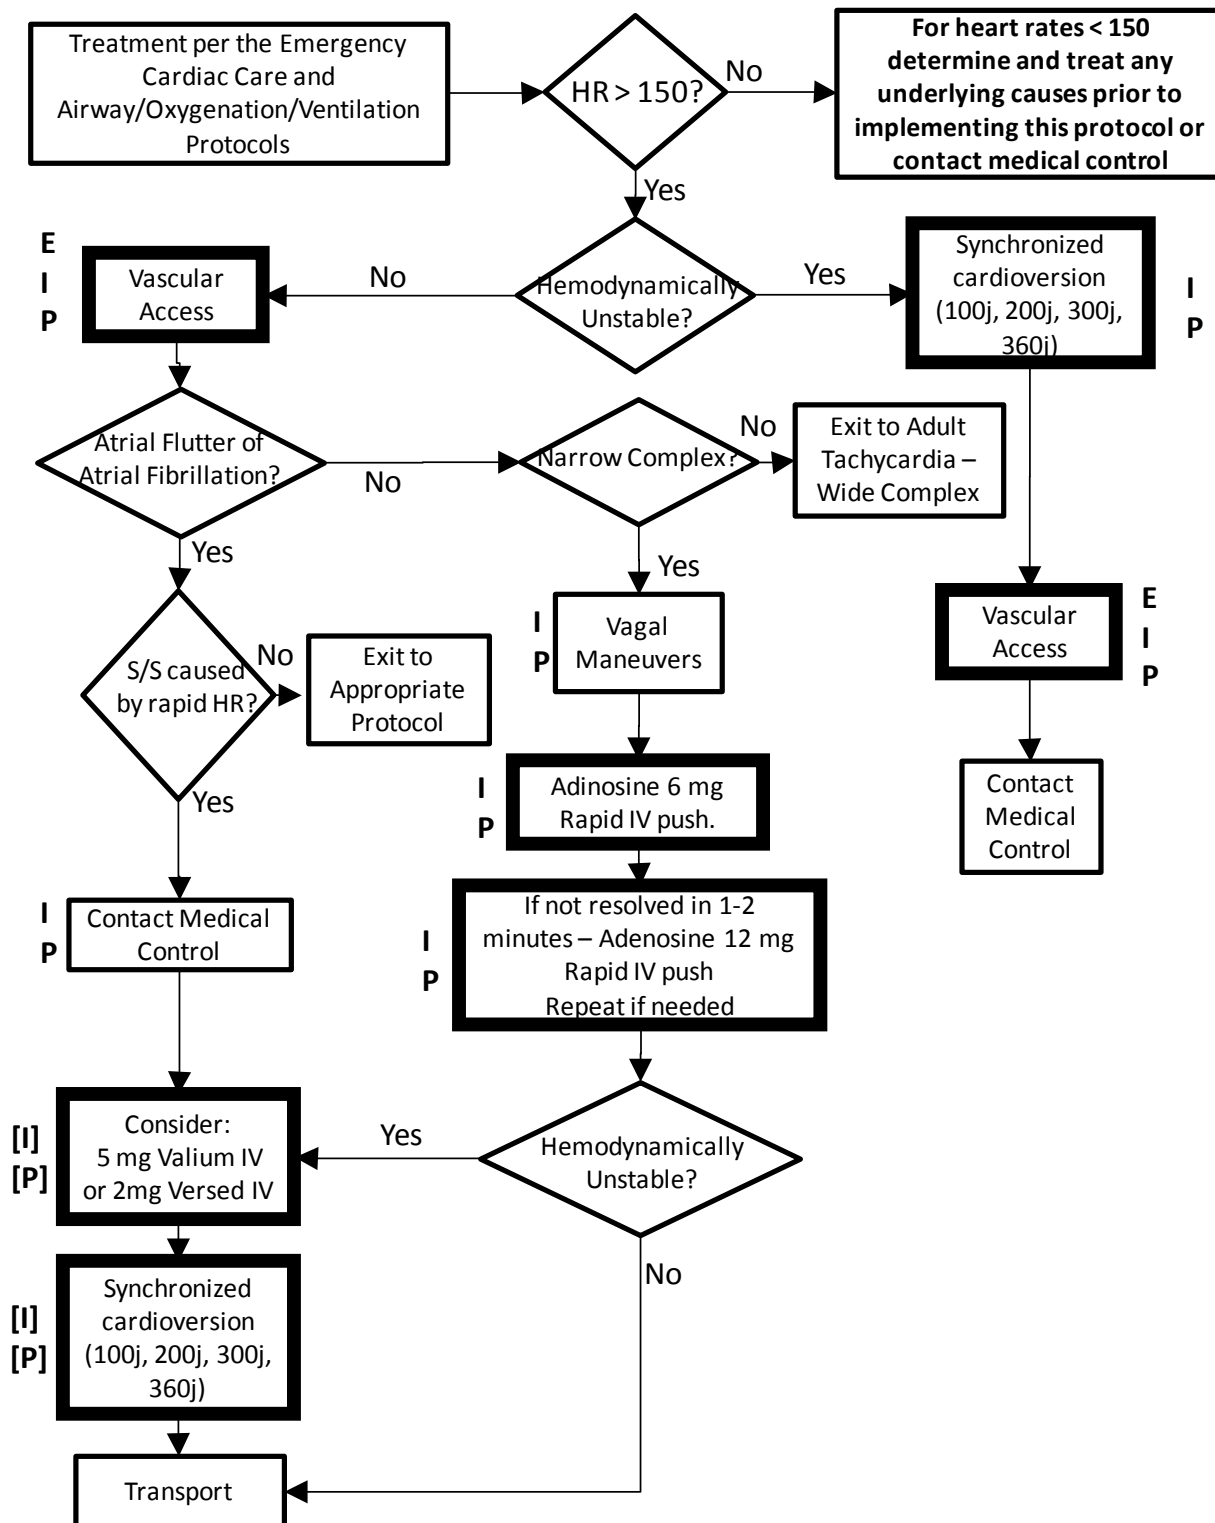 Treatment per the Emergency
Cardiac Care and
Airway/Oxygenation/Ventilation
Protocols
HR > 150?
No
For heart rates < 150
determine and treat any
underlying causes prior to
implementing this protocol or
contact medical control
Yes
E
I
P
Vascular
Access
No
Hemodynamically
Unstable?
Yes
Synchronized
cardioversion
(100j, 200j, 300j,
360j)
I
P
Atrial Flutter of
Atrial Fibrillation?
No
Narrow Complex?
No
Exit to Adult
Tachycardia –
Wide Complex
Yes
Yes
S/S caused
by rapid HR?
No
Exit to
Appropriate
Protocol
I
P
Vagal
Maneuvers
Vascular
Access
E
I
P
Yes
I
P
Adinosine 6 mg
Rapid IV push.
Contact
Medical
Control
I
P
Contact Medical
Control
I
P
If not resolved in 1-2
minutes – Adenosine 12 mg
Rapid IV push
Repeat if needed
[I]
[P]
Consider:
5 mg Valium IV
or 2mg Versed IV
Yes
Hemodynamically
Unstable?
No
[I]
[P]
Synchronized
cardioversion
(100j, 200j, 300j,
360j)
Transport